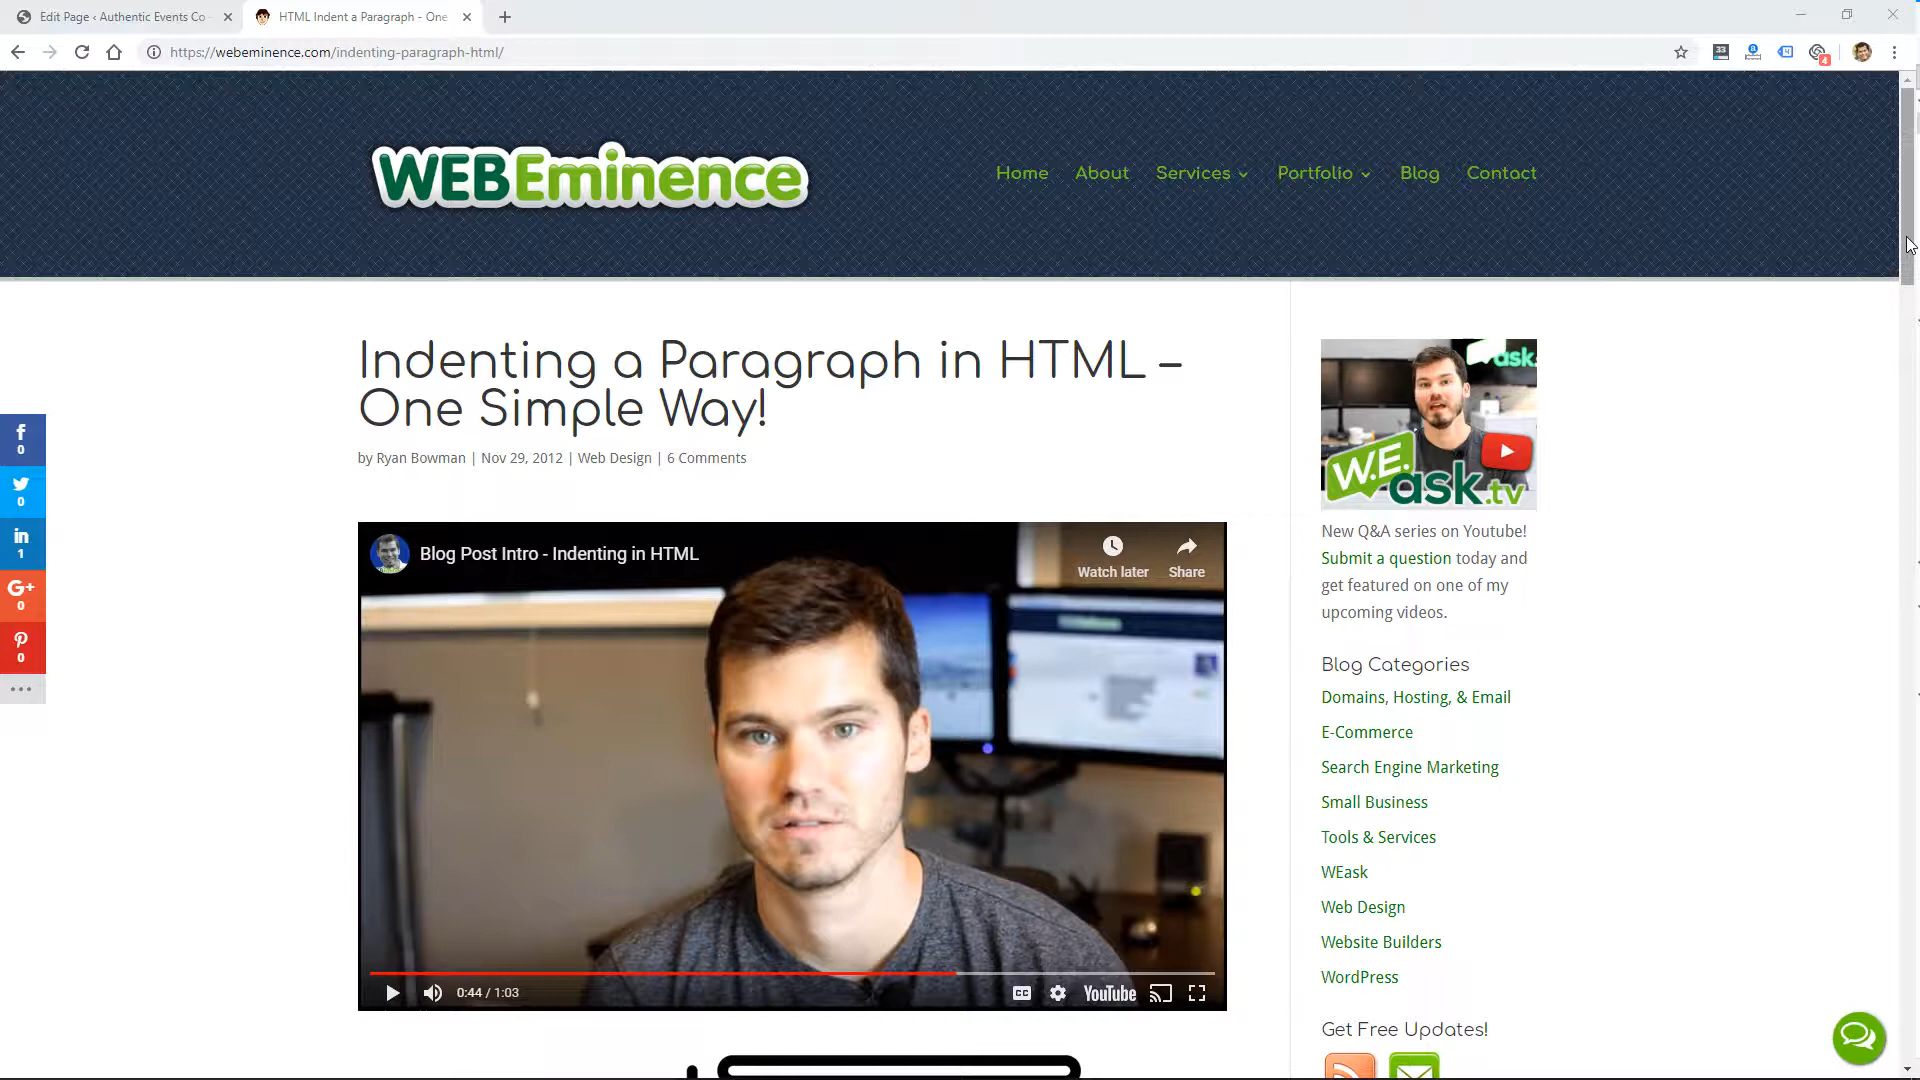 Edit Page ‹ Authentic Events Co
HTML Indent a Paragraph - One
https://webeminence.com/indenting-paragraph-html/
33
4
WEBEminence
Home About Services Portfolio Blog Contact
Indenting a Paragraph in HTML –
One Simple Way!
by Ryan Bowman | Nov 29, 2012 | Web Design | 6 Comments
f
0
0
in
1
G+
0
0
Blog Post Intro - Indenting in HTML
Watch later
Share
0:44 / 1:03
CC
YouTube
ask.
W.E.
ask.tv
New Q&A series on Youtube!
Submit a question today and
get featured on one of my
upcoming videos.
Blog Categories
Domains, Hosting, & Email
E-Commerce
Search Engine Marketing
Small Business
Tools & Services
WEask
Web Design
Website Builders
WordPress
Get Free Updates!